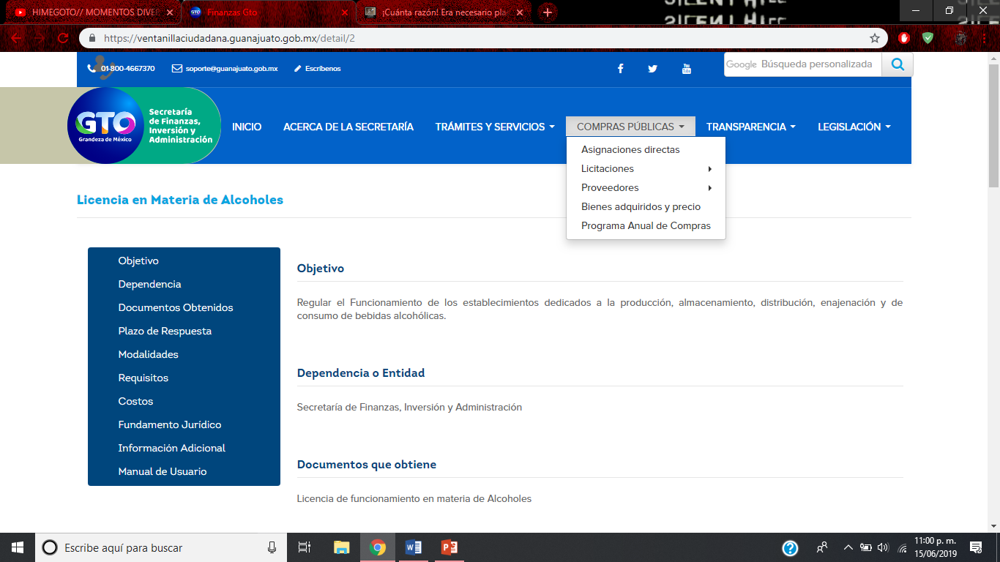 HIMEGOTO// MOMENTOS DIVE
Finanzas Gto
¡Cuánta razón! Era necesario pla
SILENT HILL
https://ventanillaciudadana.guanajuato.gob.mx/detail/2
01-800-4667370
soporte@guanajuato.gob.mx
Escríbenos
Google Búsqueda personalizada
GTO
Grandeza de México
Secretaría
de Finanzas,
Inversión y
Administración
INICIO
ACERCA DE LA SECRETARÍA
TRÁMITES Y SERVICIOS
COMPRAS PÚBLICAS
TRANSPARENCIA
LEGISLACIÓN
Asignaciones directas
Licitaciones
Proveedores
Bienes adquiridos y precio
Programa Anual de Compras
Licencia en Materia de Alcoholes
Objetivo
Dependencia
Documentos Obtenidos
Plazo de Respuesta
Modalidades
Requisitos
Costos
Fundamento Jurídico
Información Adicional
Manual de Usuario
Objetivo
Regular el Funcionamiento de los establecimientos dedicados a la producción, almacenamiento, distribución, enajenación y de
consumo de bebidas alcohólicas.
Dependencia o Entidad
Secretaría de Finanzas, Inversión y Administración
Documentos que obtiene
Licencia de funcionamiento en materia de Alcoholes
Escribe aquí para buscar
11:00 p. m.
15/06/2019